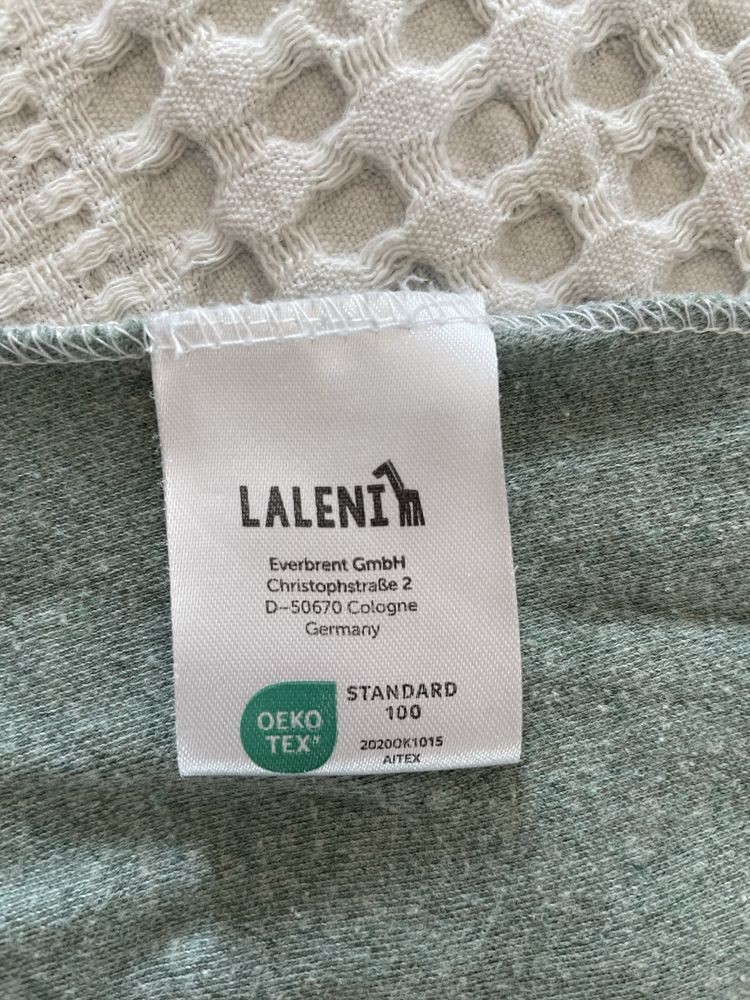 LALENI
Everbrent GmbH
Christophstraße 2
D-50670 Cologne
Germany
OEKO
TEX®
STANDARD
100
2020OK1015
AITEX